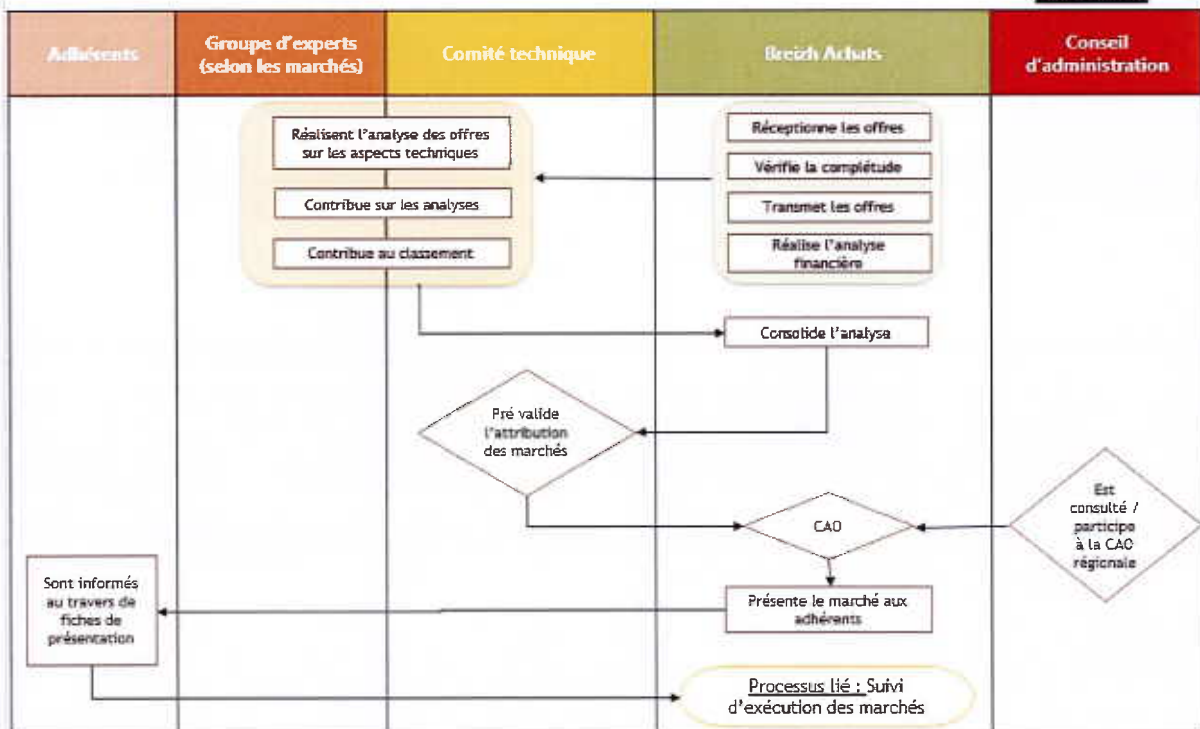 Adhérents
Groupe d'experts
(selon les marchés)
Comité technique
Breizh Achats
Conseil
d'administration
Réalisent l'analyse des offres
sur les aspects techniques
Contribue sur les analyses
Contribue au classement
Réceptionne les offres
Vérifie la complétude
Transmet les offres
Réalise l'analyse
financière
Consolide l'analyse
Pré valide
l'attribution
des marchés
CAO
Est
consulté /
participe
à la CAO
régionale
Sont informés
au travers de
fiches de
présentation
Présente le marché aux
adhérents
Processus lié : Suivi
d'exécution des marchés